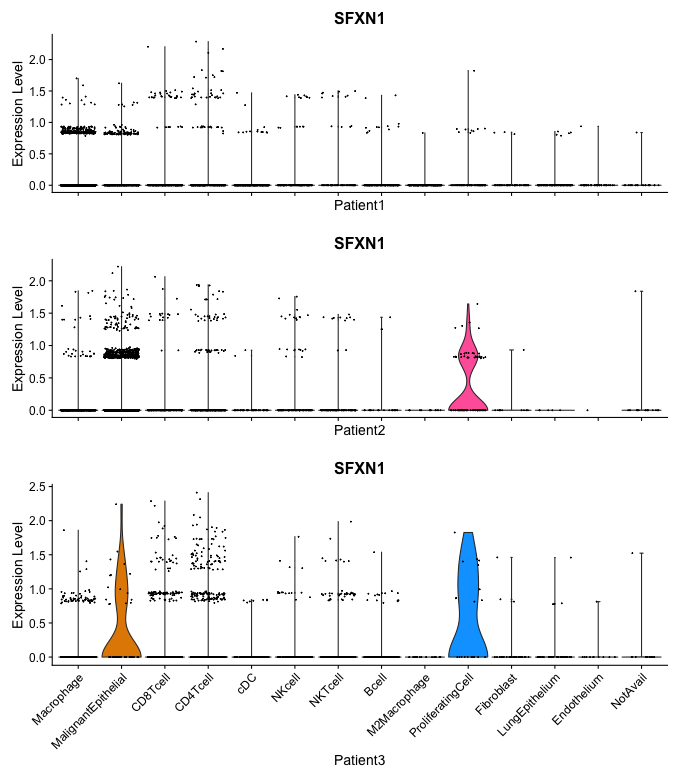 SFXN1
Expression Level
2.0
1.5
1.0
0.5
0.0
Patient1
SFXN1
Expression Level
2.0
1.5
1.0
0.5
0.0
Patient2
SFXN1
Expression Level
2.5
2.0
1.5
1.0
0.5
0.0
Macrophage
MalignantEpithelial
CD8Tcell
CD4Tcell
cDC
NKcell
NKTcell
Bcell
M2Macrophage
ProliferatingCell
Fibroblast
LungEpithelium
Endothelium
NotAvail
Patient3